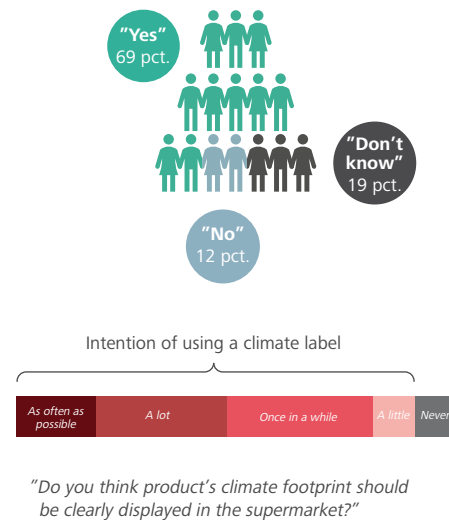 ”Yes”
69 pct.
”Don’t
know”
19 pct.
”No”
12 pct.
Intention of using a climate label
As often as
possible
A lot
Once in a while
A little
Never
”Do you think product’s climate footprint should
be clearly displayed in the supermarket?”